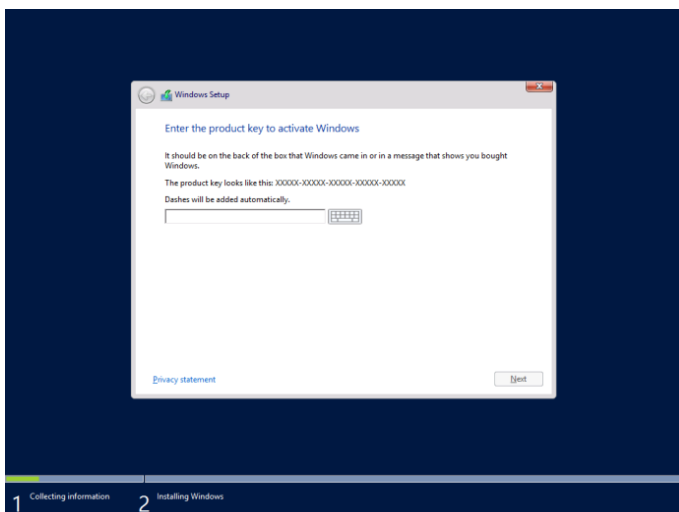 Windows Setup
Enter the product key to activate Windows
It should be on the back of the box that Windows came in or in a message that shows you bought
Windows.
The product key looks like this: XXXXX-XXXXX-XXXXX-XXXXX-XXXXX
Dashes will be added automatically.
Privacy statement
Next
1 Collecting information
2 Installing Windows